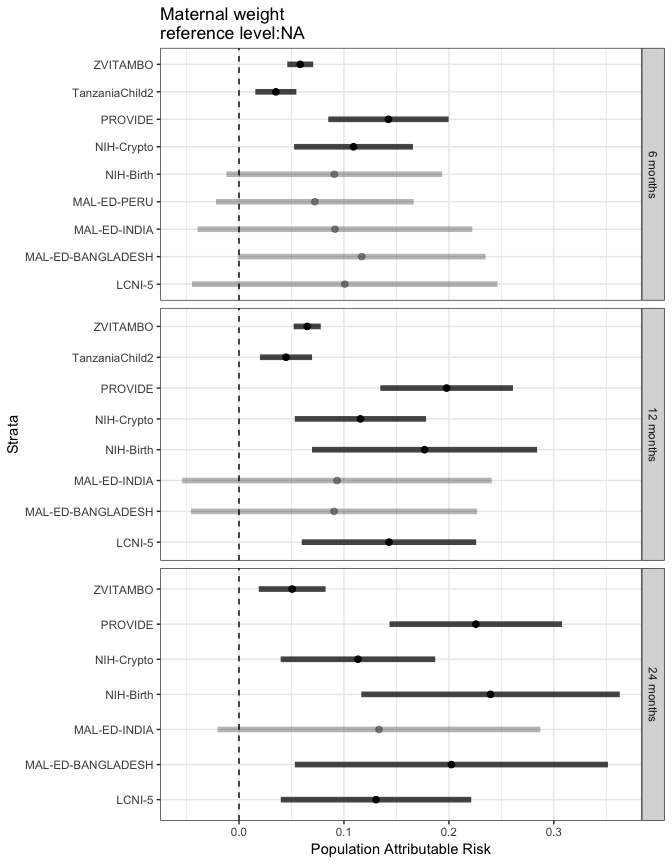 Maternal weight
reference level:NA
Strata
ZVITAMBO
TanzaniaChild2
PROVIDE
NIH-Crypto
NIH-Birth
MAL-ED-PERU
MAL-ED-INDIA
MAL-ED-BANGLADESH
LCNI-5
6 months
ZVITAMBO
TanzaniaChild2
PROVIDE
NIH-Crypto
NIH-Birth
MAL-ED-INDIA
MAL-ED-BANGLADESH
LCNI-5
12 months
ZVITAMBO
PROVIDE
NIH-Crypto
NIH-Birth
MAL-ED-INDIA
MAL-ED-BANGLADESH
LCNI-5
24 months
0.0 0.1 0.2 0.3
Population Attributable Risk